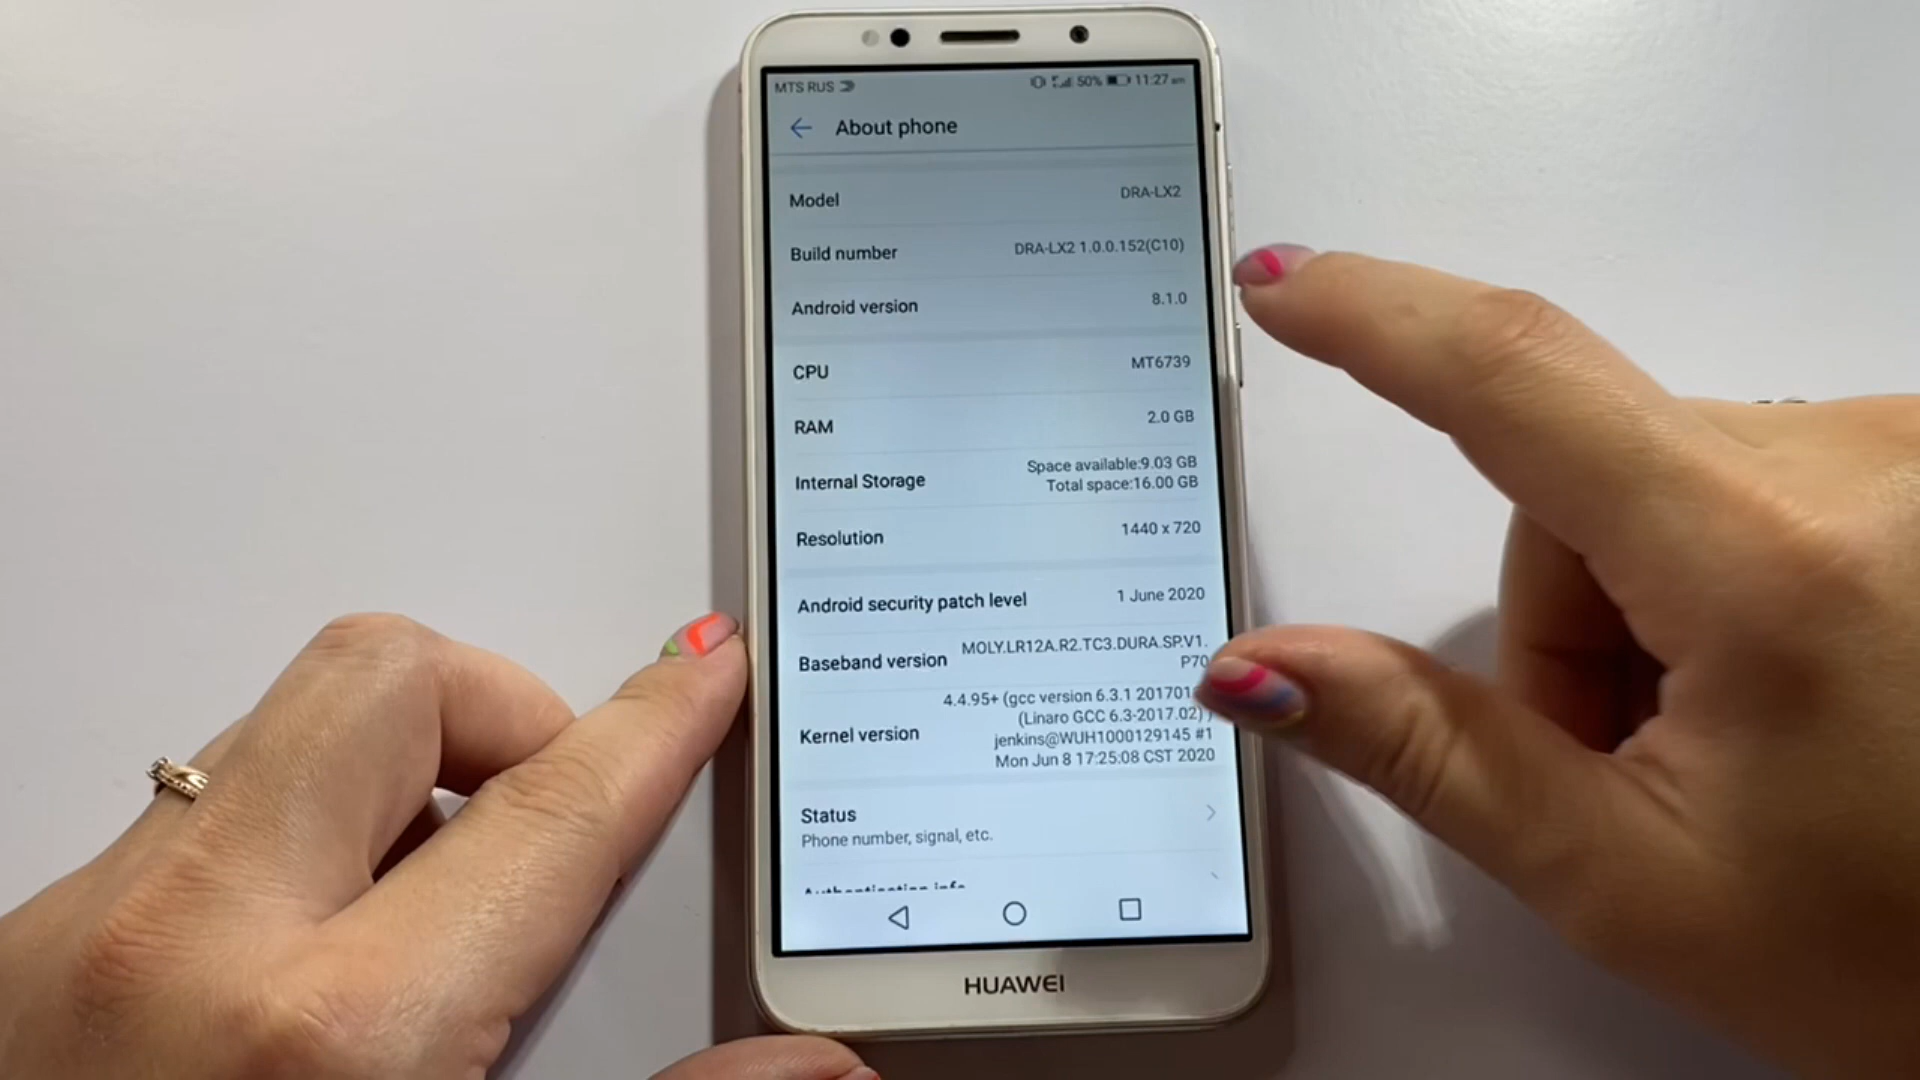 MTS RUS 50% 11:27 am
About phone
Model DRA-LX2
Build number DRA-LX2 1.0.0.152(C10)
Android version 8.1.0
CPU MT6739
RAM 2.0 GB
Internal Storage Space available:9.03 GB
Total space:16.00 GB
Resolution 1440 x 720
Android security patch level 1 June 2020
Baseband version MOLY.LR12A.R2.TC3.DURA.SP.V1.
P70
Kernel version 4.4.95+ (gcc version 6.3.1
(Linaro GCC 6.3-2017.02) )
jenkins@WUH1000129145 #1
Mon Jun 8 17:25:08 CST 2020
Status
Phone number, signal, etc.
HUAWEI